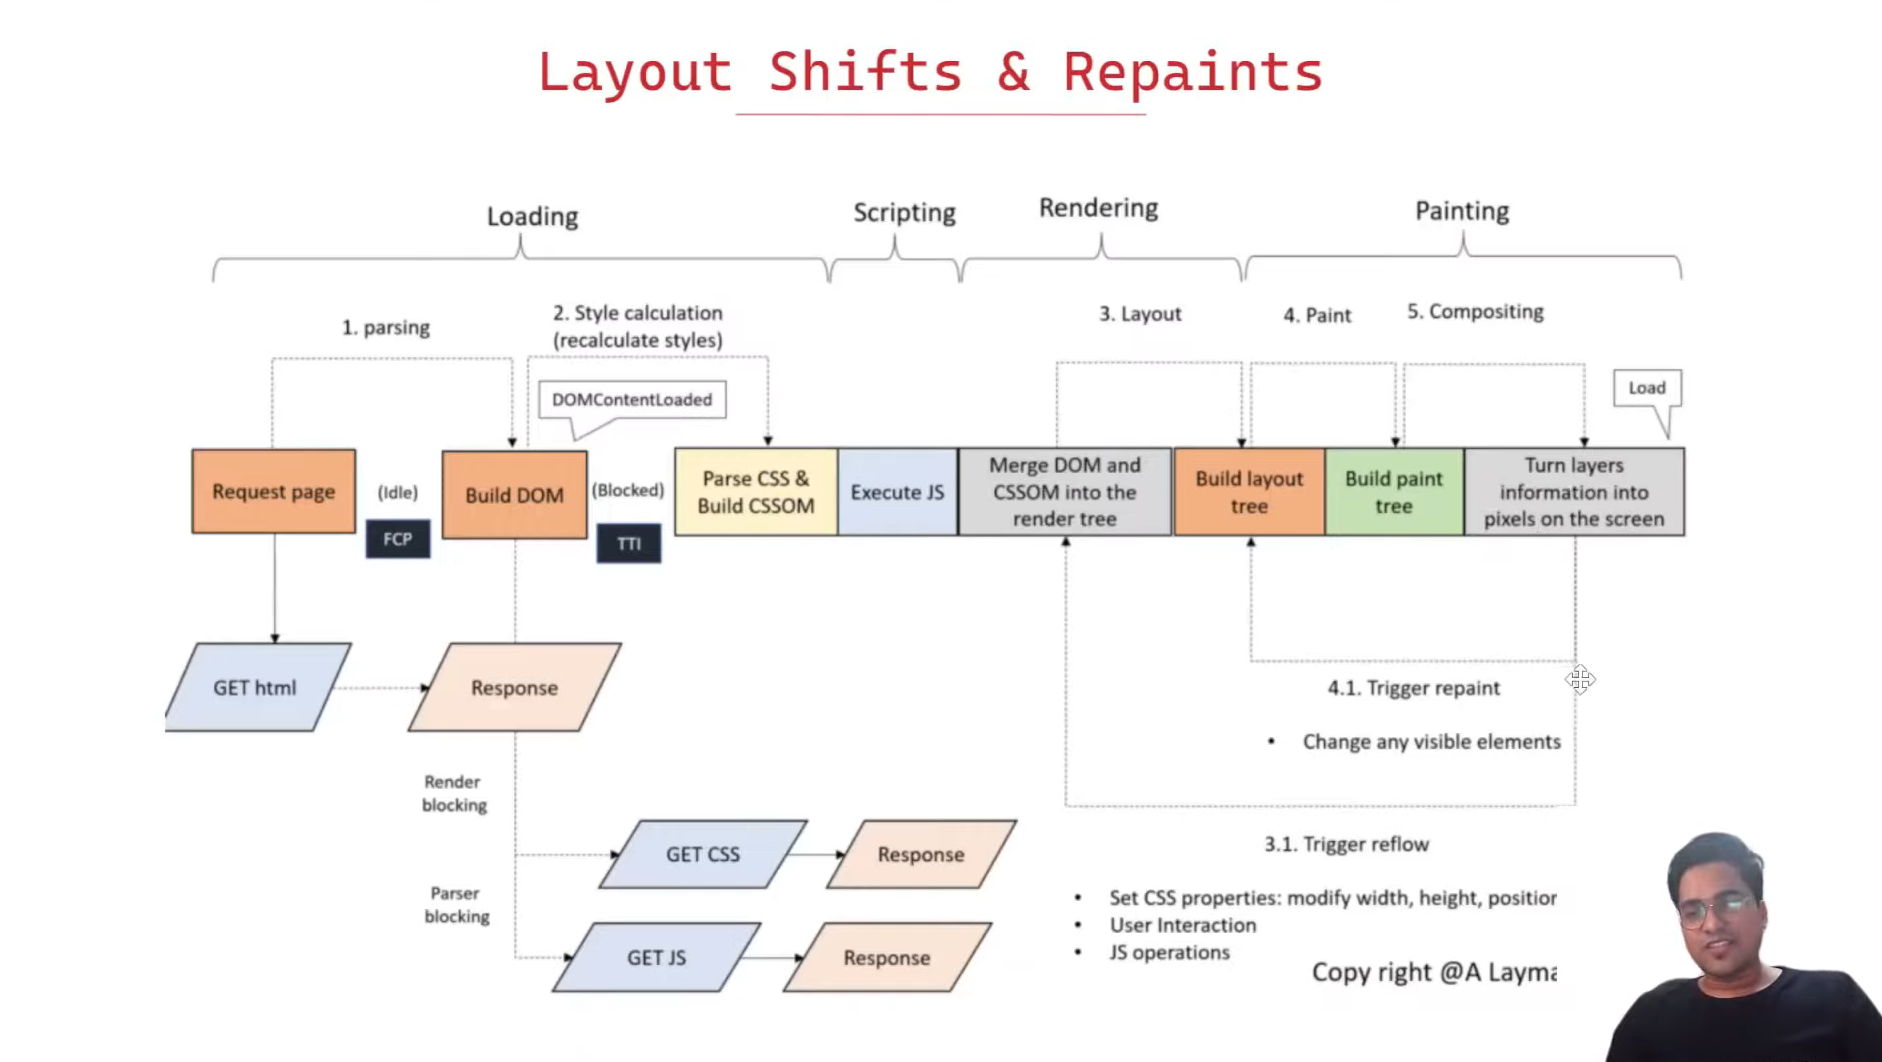 Layout Shifts & Repaints
Loading
Scripting
Rendering
Painting
1. parsing
2. Style calculation
(recalculate styles)
3. Layout
4. Paint
5. Compositing
DOMContentLoaded
Load
Request page
(Idle)
FCP
Build DOM
(Blocked)
TTI
Parse CSS &
Build CSSOM
Execute JS
Merge DOM and
CSSOM into the
render tree
Build layout
tree
Build paint
tree
Turn layers
information into
pixels on the screen
GET html
Response
4.1. Trigger repaint
• Change any visible elements
Render
blocking
GET CSS
Response
Parser
blocking
GET JS
Response
3.1. Trigger reflow
• Set CSS properties: modify width, height, position
• User Interaction
• JS operations
Copy right @A Layma